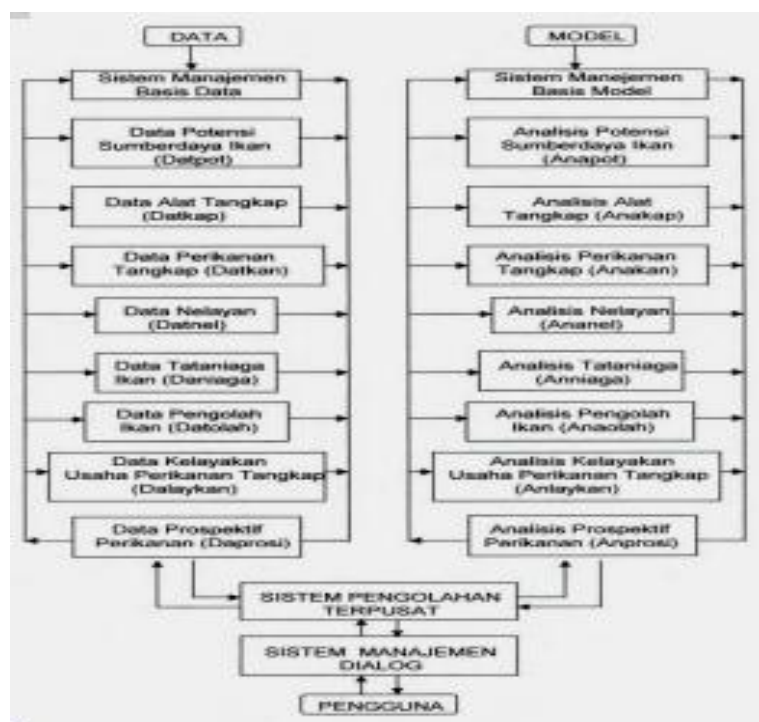 DATA
Sistem Manajemen
Basis Data
Data Potensi
Sumberdaya Ikan
(Datpot)
Data Alat Tangkap
(Datkap)
Data Perikanan
Tangkap (Datkan)
Data Nelayan
(Datnel)
Data Tataniaga
Ikan (Daniaga)
Data Pengolah
Ikan (Datolah)
Data Kelayakan
Usaha Perikanan Tangkap
(Dalaykan)
Data Prospektif
Perikanan (Daprosi)
MODEL
Sistem Manejemen
Basis Model
Analisis Potensi
Sumberdaya Ikan
(Anapot)
Analisis Alat
Tangkap (Anakap)
Analisis Perikanan
Tangkap (Anakan)
Analisis Nelayan
(Ananel)
Analisis Tataniaga
(Anniaga)
Analisis Pengolah
Ikan (Anaolah)
Analisis Kelayakan
Usaha Perikanan Tangkap
(Anlaykan)
Analisis Prospektif
Perikanan (Anprosi)
SISTEM PENGOLAHAN
TERPUSAT
SISTEM MANAJEMEN
DIALOG
PENGGUNA